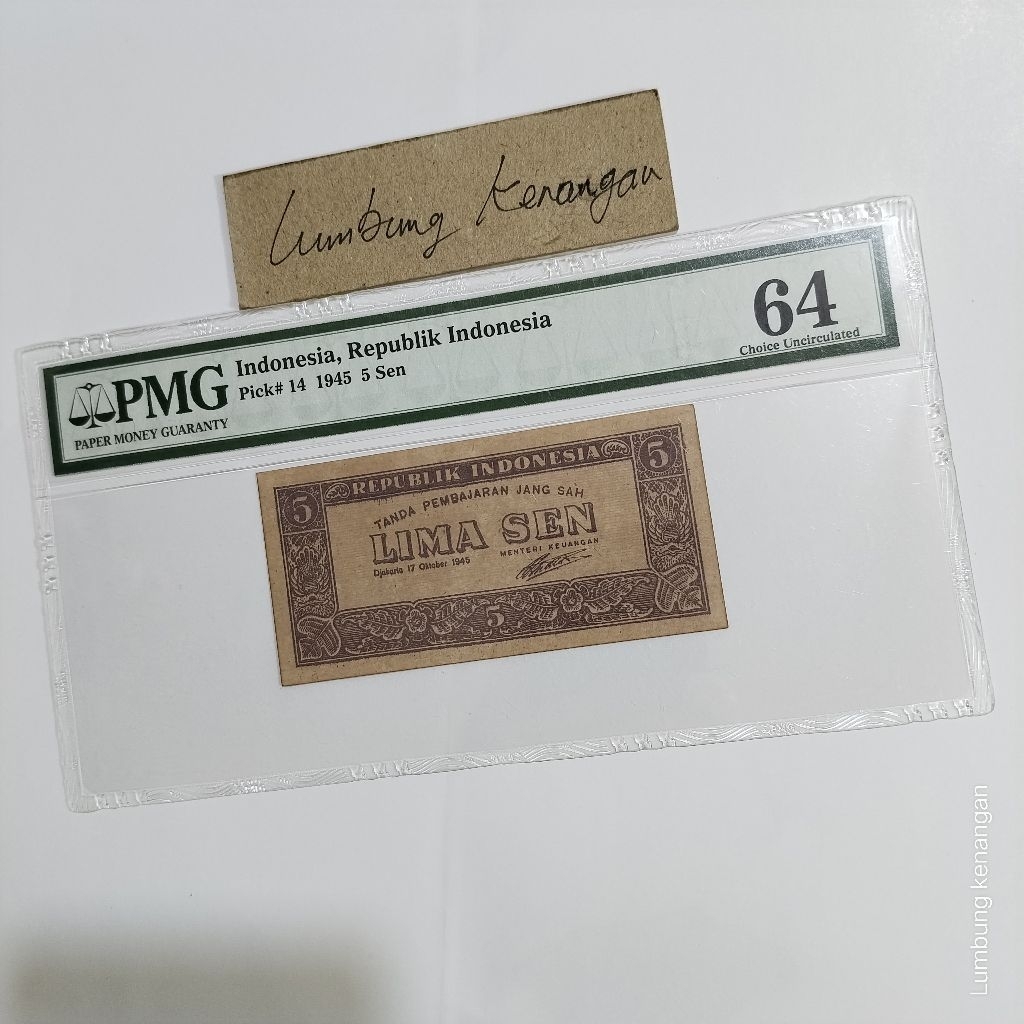 Lumbung Kenangan
PMG
PAPER MONEY GUARANTY
Indonesia, Republik Indonesia
Pick# 14 1945 5 Sen
64
Choice Uncirculated
5 REPUBLIK INDONESIA 5
TANDA PEMBAJARAN JANG SAH
LIMA SEN
Djakarta 17 Oktober 1945 MENTERI KEUANGAN
5
Lumbung kenangan